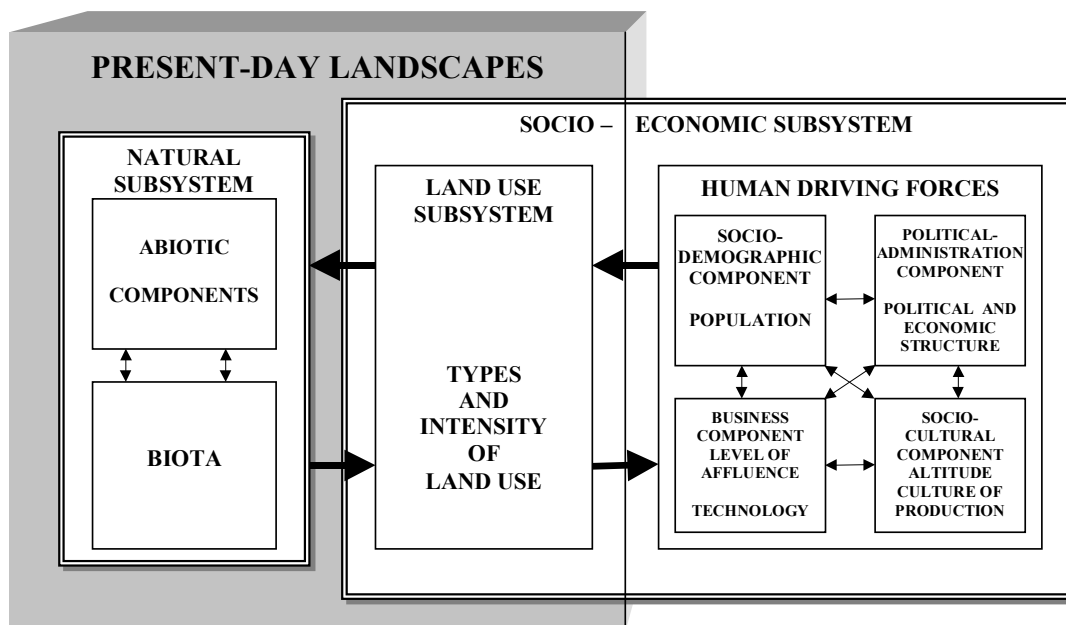 PRESENT-DAY LANDSCAPES
SOCIO – ECONOMIC SUBSYSTEM
NATURAL
SUBSYSTEM
ABIOTIC
COMPONENTS
BIOTA
LAND USE
SUBSYSTEM
TYPES
AND
INTENSITY
OF
LAND USE
HUMAN DRIVING FORCES
SOCIO-
DEMOGRAPHIC
COMPONENT
POPULATION
POLITICAL-
ADMINISTRATION
COMPONENT
POLITICAL AND
ECONOMIC
STRUCTURE
BUSINESS
COMPONENT
LEVEL OF
AFFLUENCE
TECHNOLOGY
SOCIO-
CULTURAL
COMPONENT
ALTITUDE
CULTURE OF
PRODUCTION